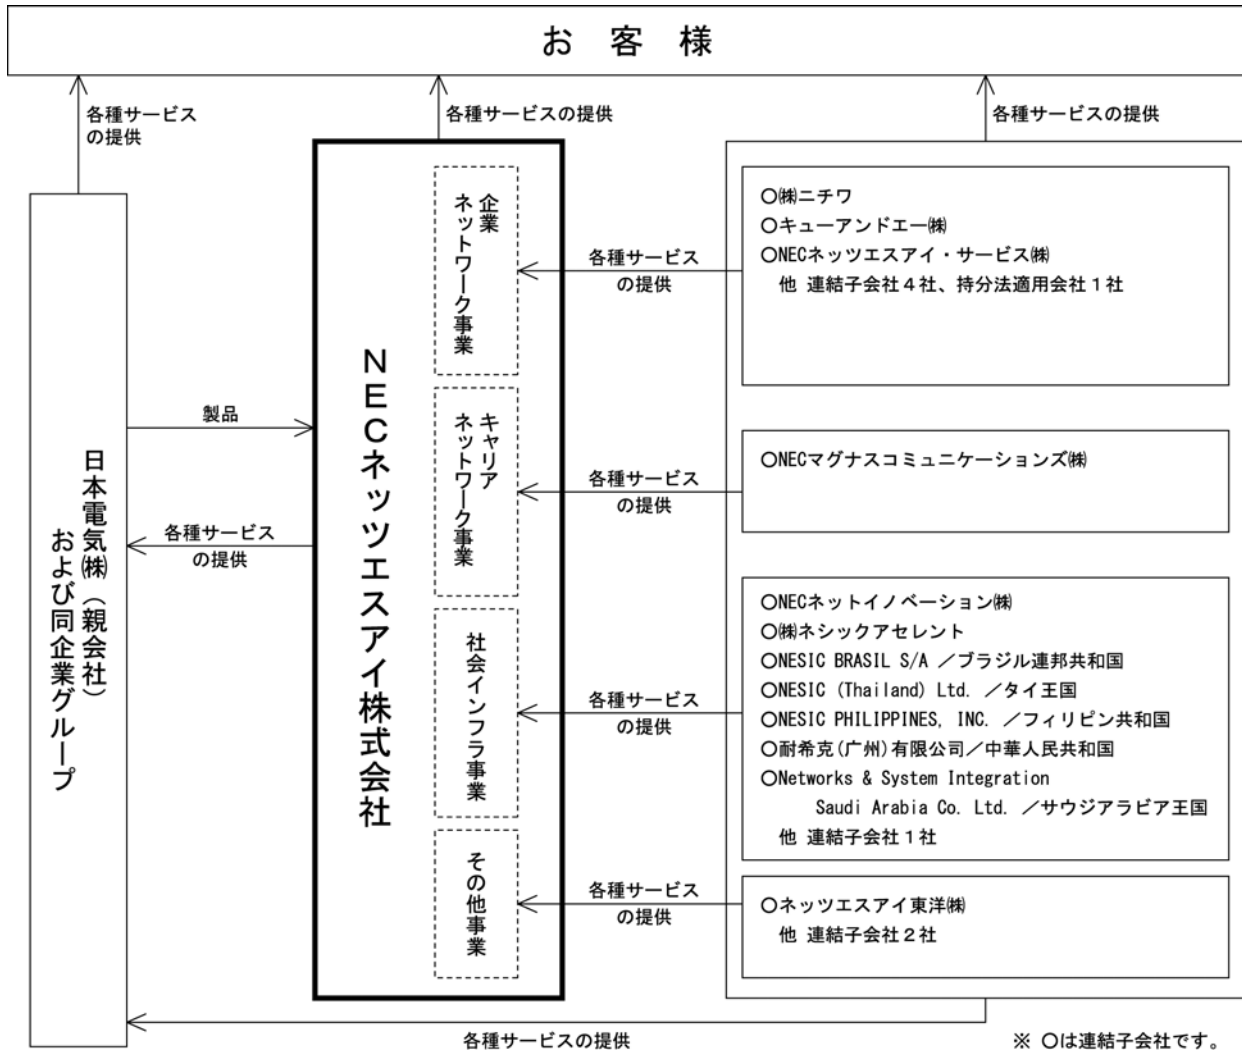 お 客 様
各種サービス
の提供
各種サービスの提供
各種サービスの提供
日本電気㈱（親会社）
および同企業グループ
製品
各種サービス
の提供
NECネッツエスアイ株式会社
企業
ネットワーク事業
キャリア
ネットワーク事業
社会インフラ事業
その他事業
各種サービス
の提供
各種サービス
の提供
各種サービス
の提供
各種サービス
の提供
○㈱ニチワ
○キューアンドエー㈱
○NECネッツエスアイ・サービス㈱
他 連結子会社４社、持分法適用会社１社
○NECマグナスコミュニケーションズ㈱
○NECネットイノベーション㈱
○㈱ネシックアセレント
○NESIC BRASIL S/A ／ブラジル連邦共和国
○NESIC (Thailand) Ltd. ／タイ王国
○NESIC PHILIPPINES, INC. ／フィリピン共和国
○耐希克(广州)有限公司／中華人民共和国
○Networks & System Integration
Saudi Arabia Co. Ltd. ／サウジアラビア王国
他 連結子会社１社
○ネッツエスアイ東洋㈱
他 連結子会社２社
各種サービスの提供
※ ○は連結子会社です。